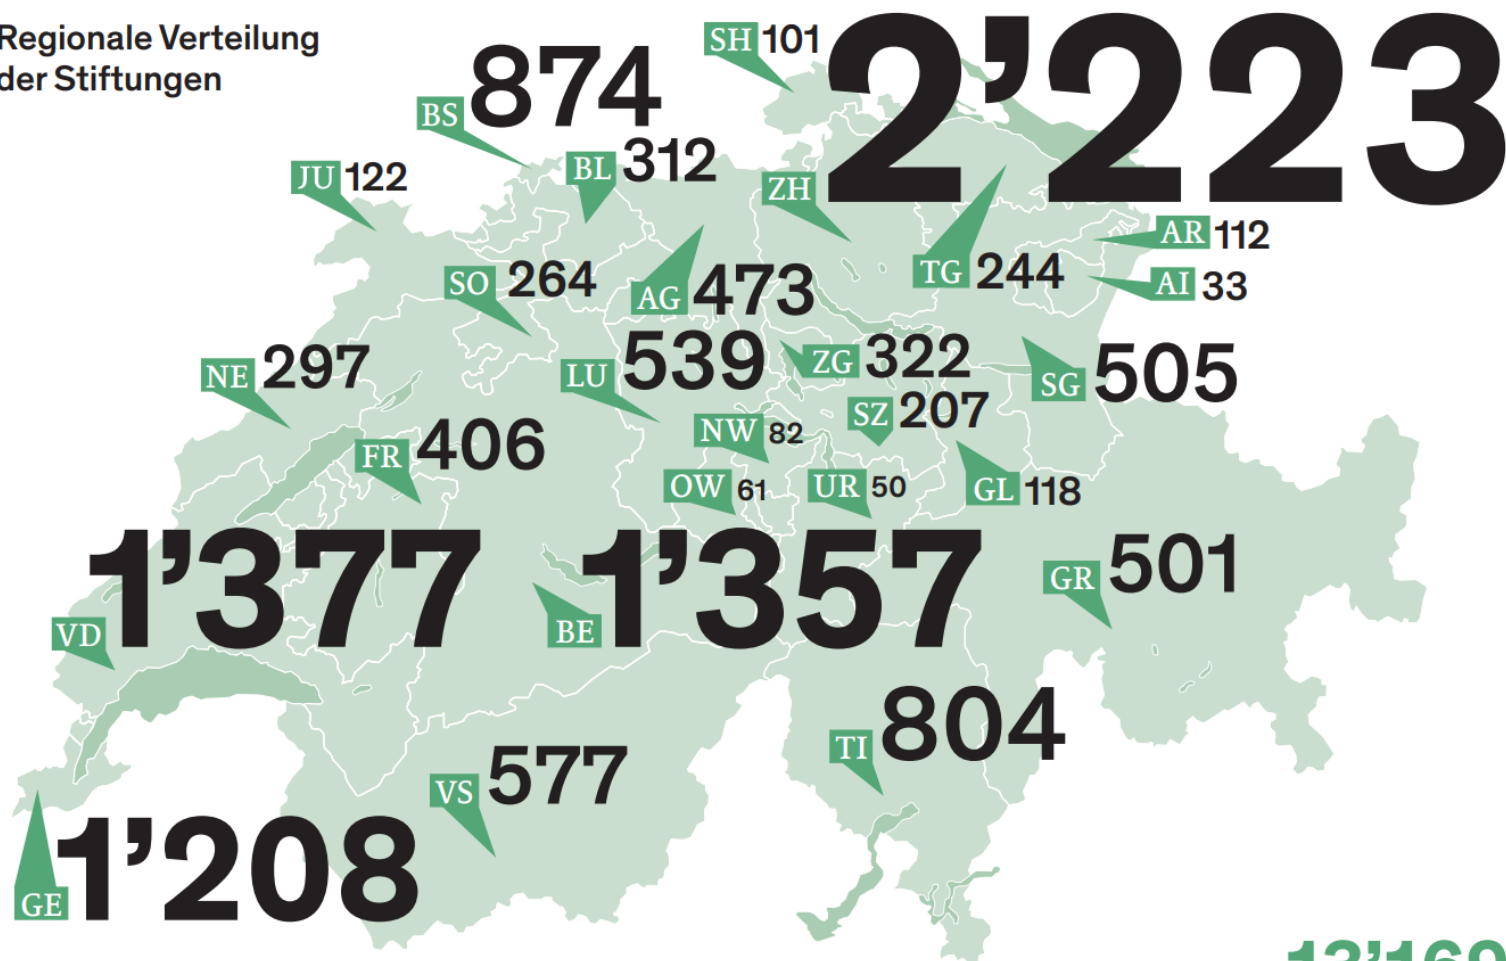 Regionale Verteilung
der Stiftungen
SH 101
2’223
BS 874
BL 312
JU 122
ZH
AR 112
TG 244
AI 33
SO 264
AG 473
NE 297
LU 539
ZG 322
SG 505
SZ 207
NW 82
FR 406
OW 61
UR 50
GL 118
1’377
VD
BE 1’357
GR 501
TI 804
VS 577
GE 1’208